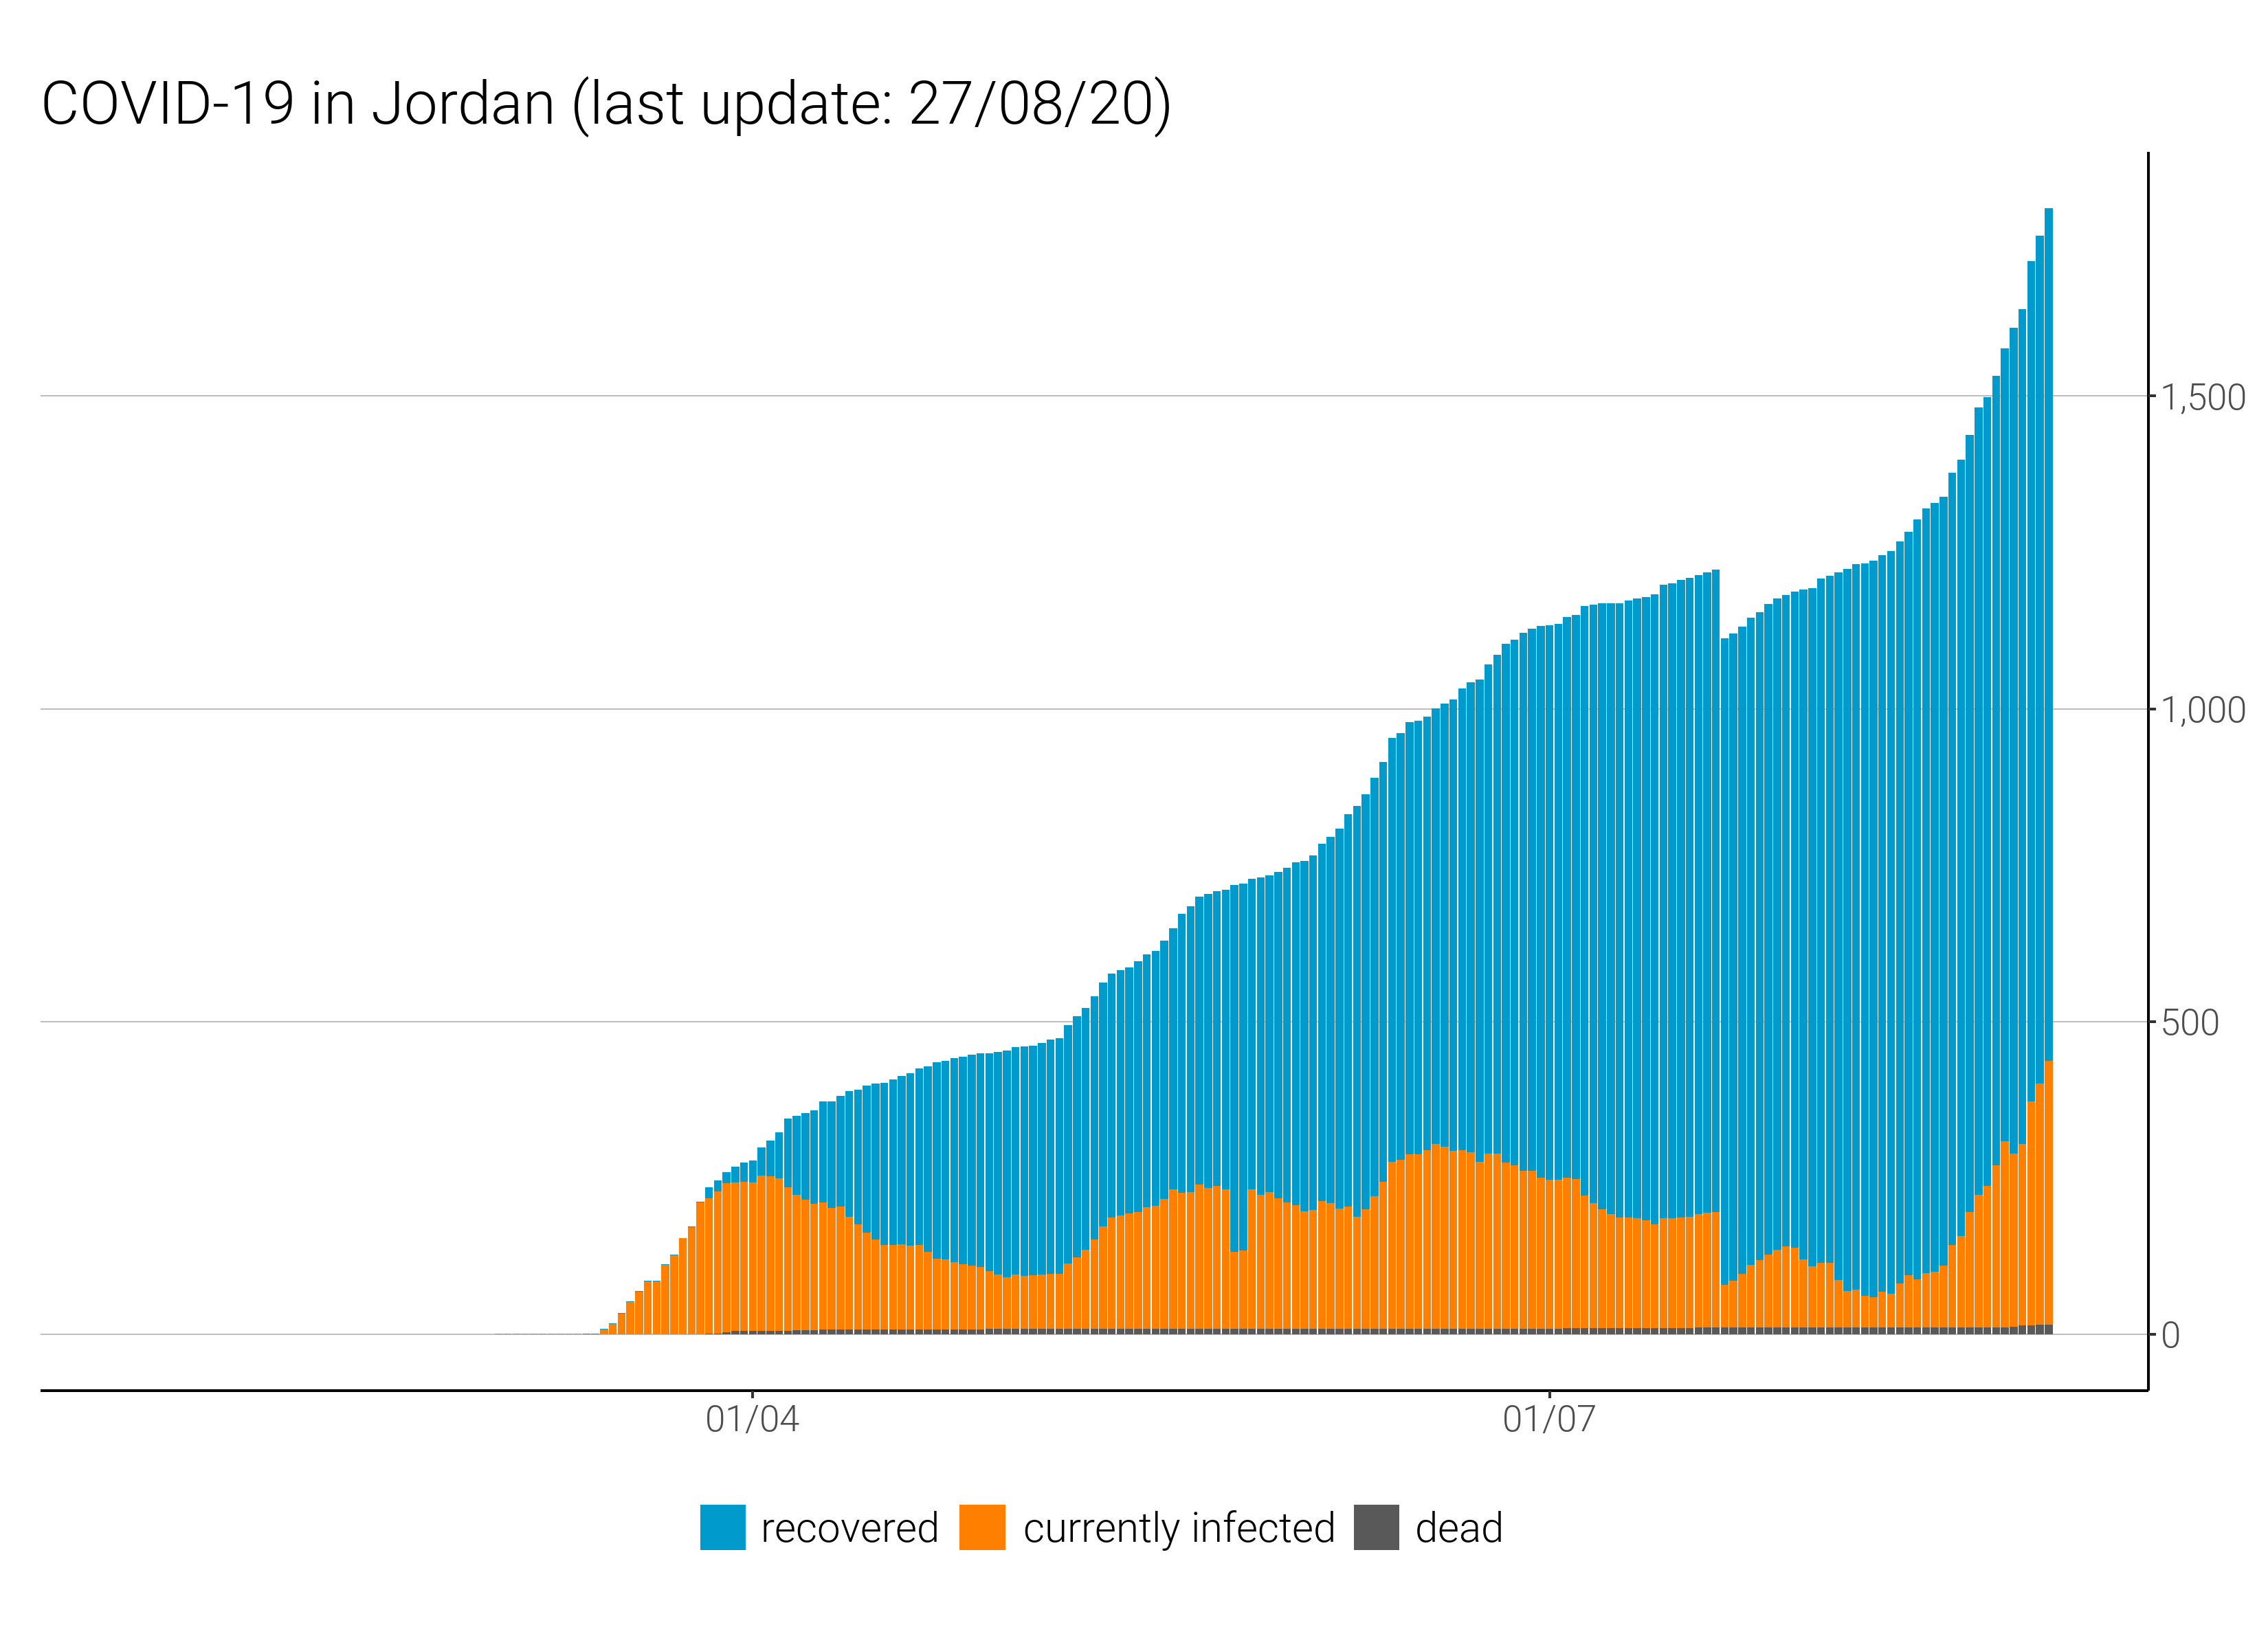 COVID-19 in Jordan (last update: 27/08/20)
1,500
1,000
500
0
01/04 01/07
recovered currently infected dead